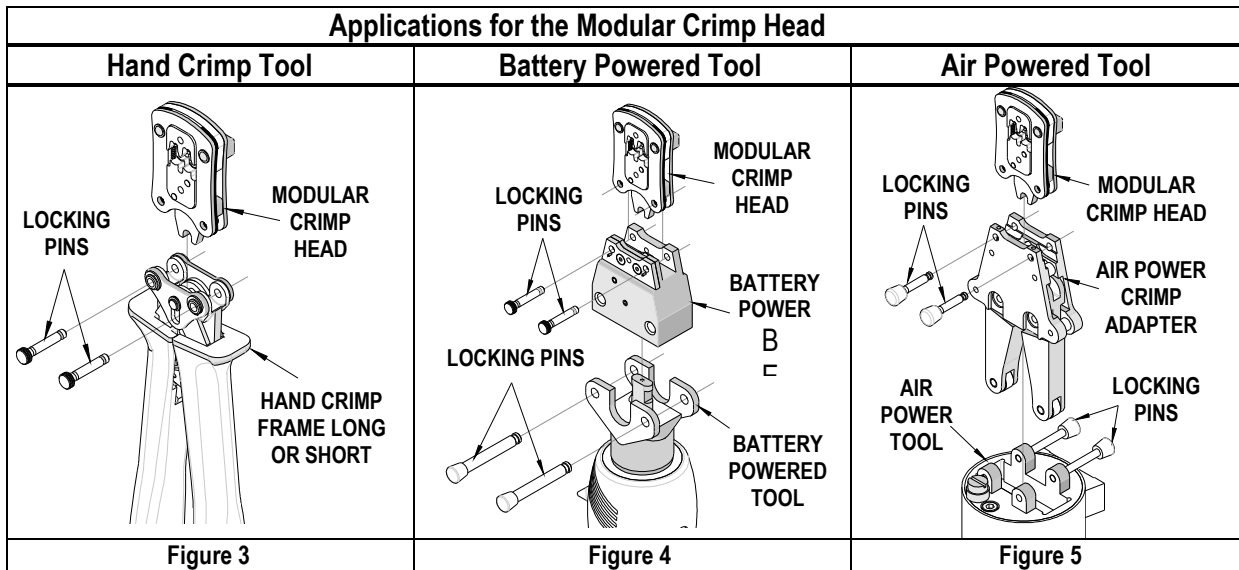 Applications for the Modular Crimp Head
Hand Crimp Tool
Battery Powered Tool
Air Powered Tool
MODULAR
CRIMP
HEAD
LOCKING
PINS
HAND CRIMP
FRAME LONG
OR SHORT
MODULAR
CRIMP
HEAD
LOCKING
PINS
BATTERY
POWER
B
LOCKING PINS
BATTERY
POWERED
TOOL
LOCKING
PINS
MODULAR
CRIMP HEAD
AIR POWER
CRIMP
ADAPTER
AIR
POWER
TOOL
LOCKING
PINS
Figure 3
Figure 4
Figure 5